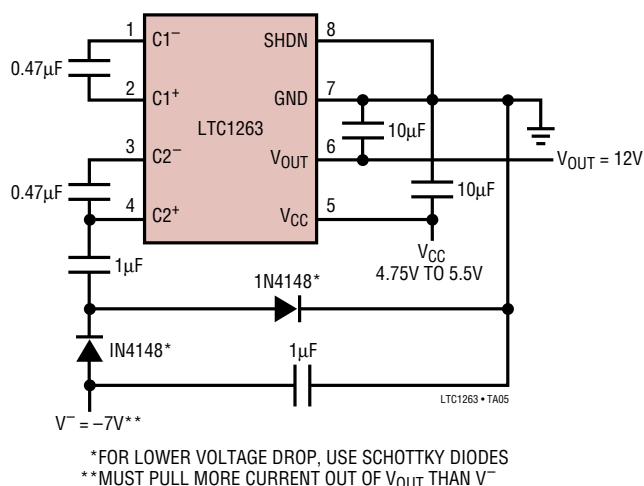 1 C1⁻ SHDN 8
0.47µF
2 C1⁺ GND 7
LTC1263
10µF
3 C2⁻ V_OUT 6
V_OUT = 12V
0.47µF
10µF
4 C2⁺ V_CC 5
1µF
V_CC
4.75V TO 5.5V
1N4148*
IN4148*
1µF
LTC1263 • TA05
V⁻ = –7V**
*FOR LOWER VOLTAGE DROP, USE SCHOTTKY DIODES
**MUST PULL MORE CURRENT OUT OF V_OUT THAN V⁻